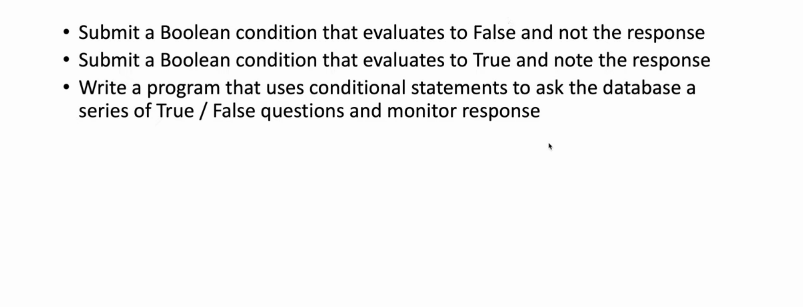 • Submit a Boolean condition that evaluates to False and not the response
• Submit a Boolean condition that evaluates to True and note the response
• Write a program that uses conditional statements to ask the database a
series of True / False questions and monitor response